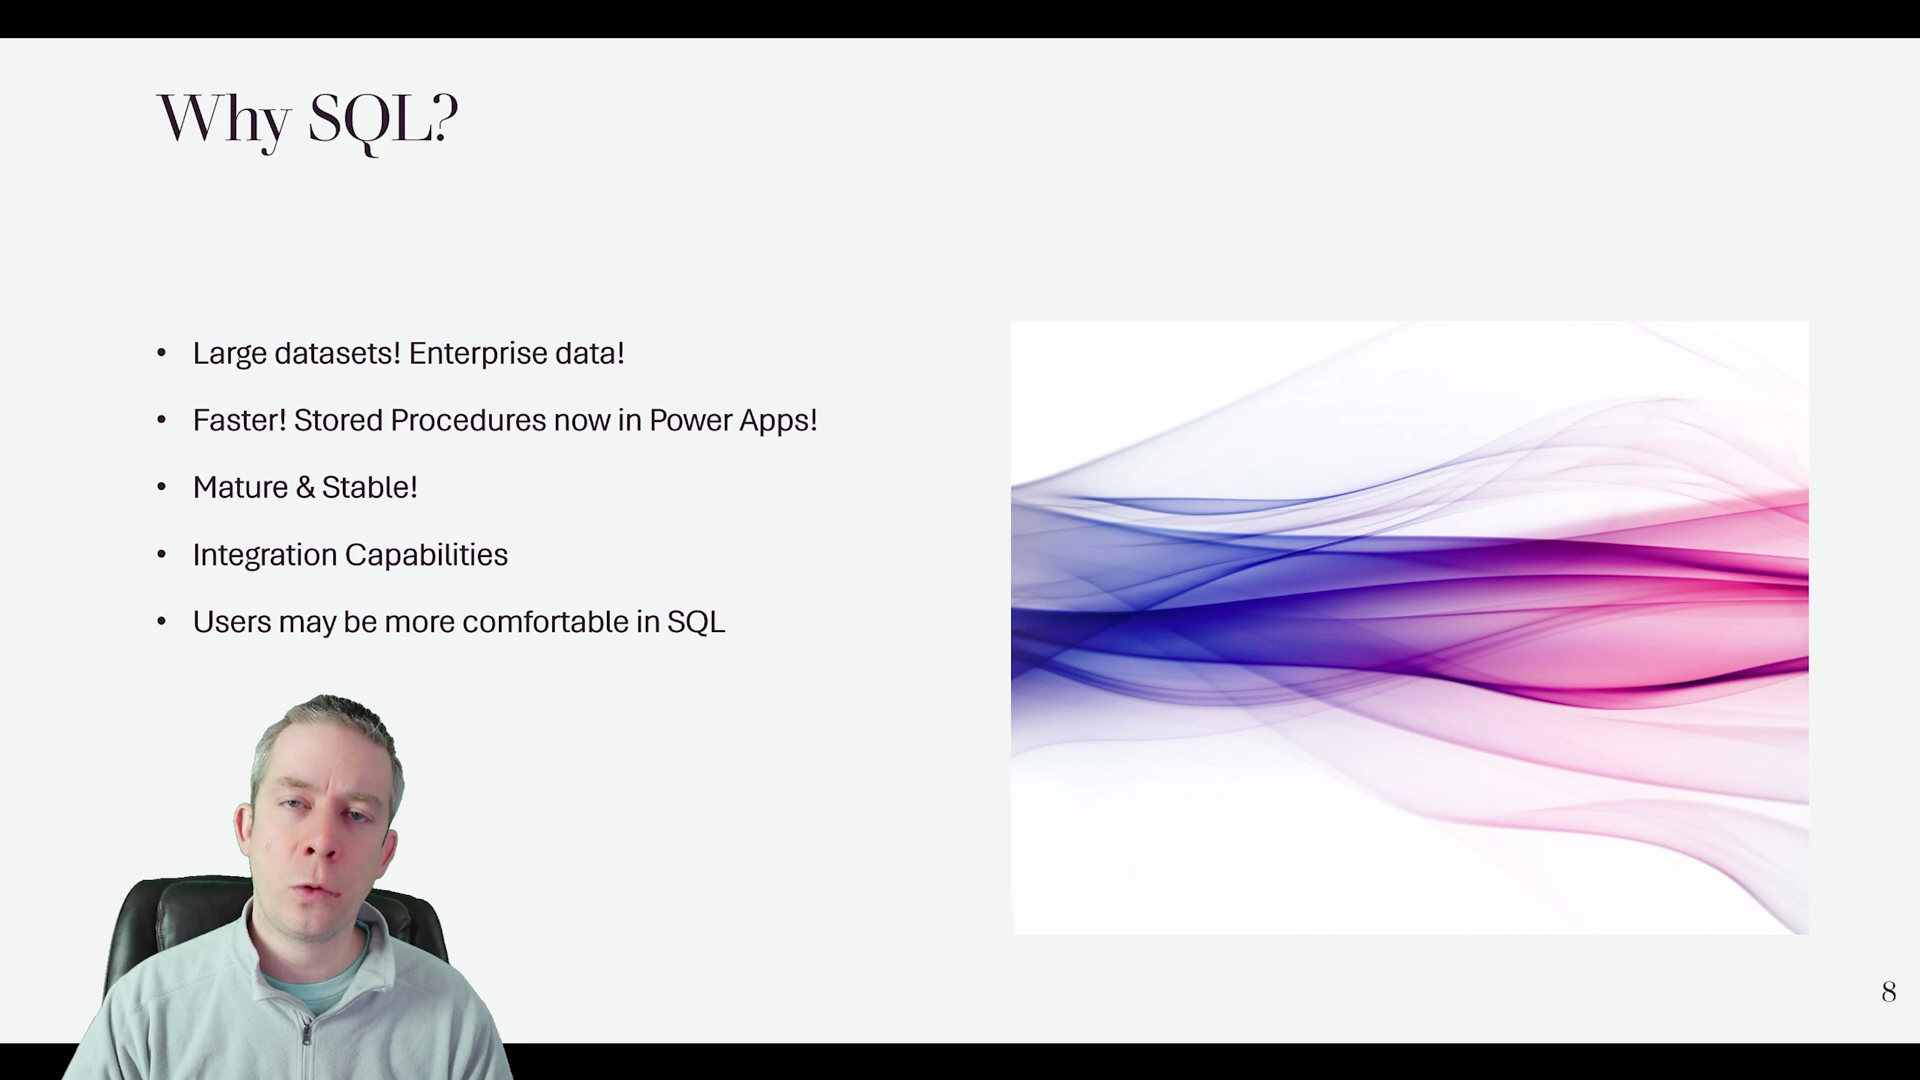 Why SQL?
• Large datasets! Enterprise data!
• Faster! Stored Procedures now in Power Apps!
• Mature & Stable!
• Integration Capabilities
• Users may be more comfortable in SQL
8